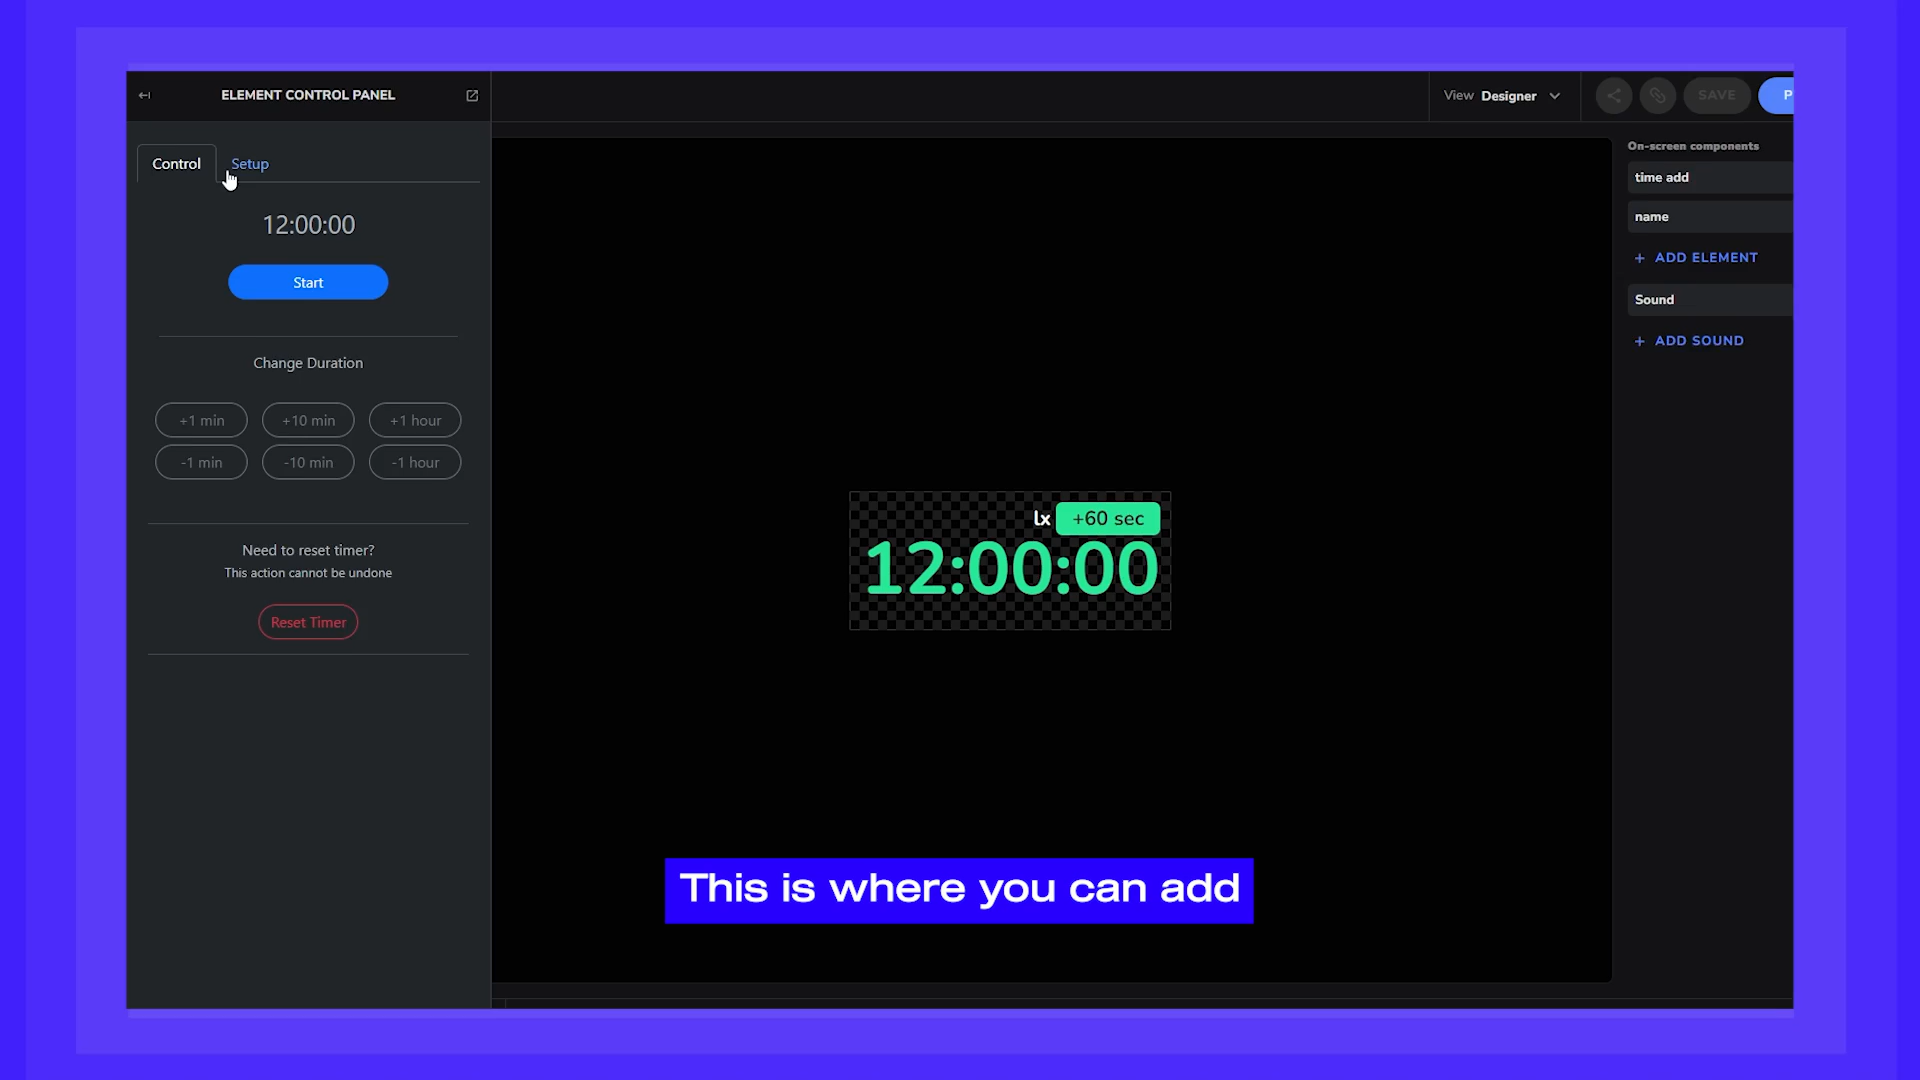 ELEMENT CONTROL PANEL
View Designer
SAVE
P
Control
Setup
12:00:00
Start
Change Duration
+1 min
+10 min
+1 hour
-1 min
-10 min
-1 hour
Need to reset timer?
This action cannot be undone
Reset Timer
lx
+60 sec
12:00:00
On-screen components
time add
name
+ ADD ELEMENT
Sound
+ ADD SOUND
This is where you can add